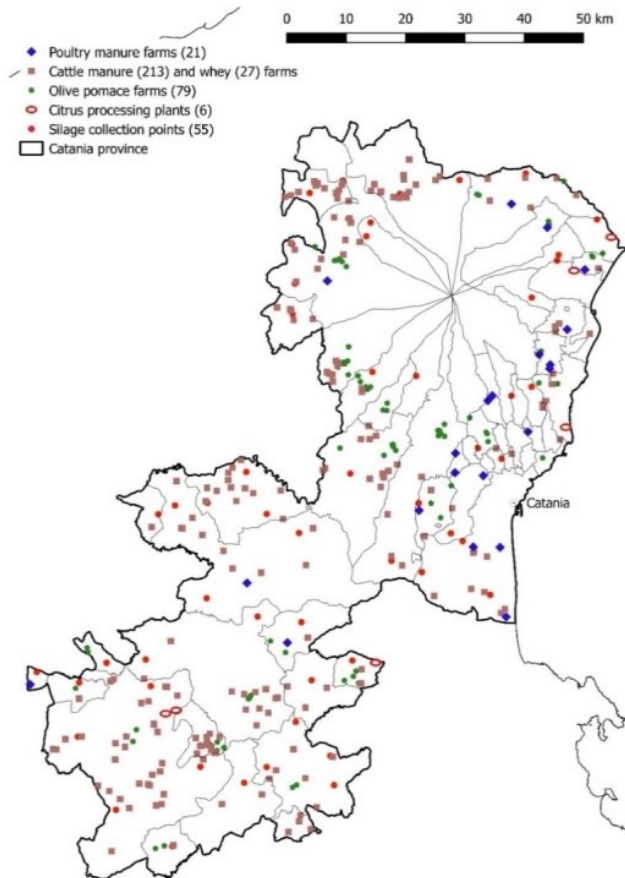 0 10 20 30 40 50 km
Poultry manure farms (21)
Cattle manure (213) and whey (27) farms
Olive pomace farms (79)
Citrus processing plants (6)
Silage collection points (55)
Catania province
Catania